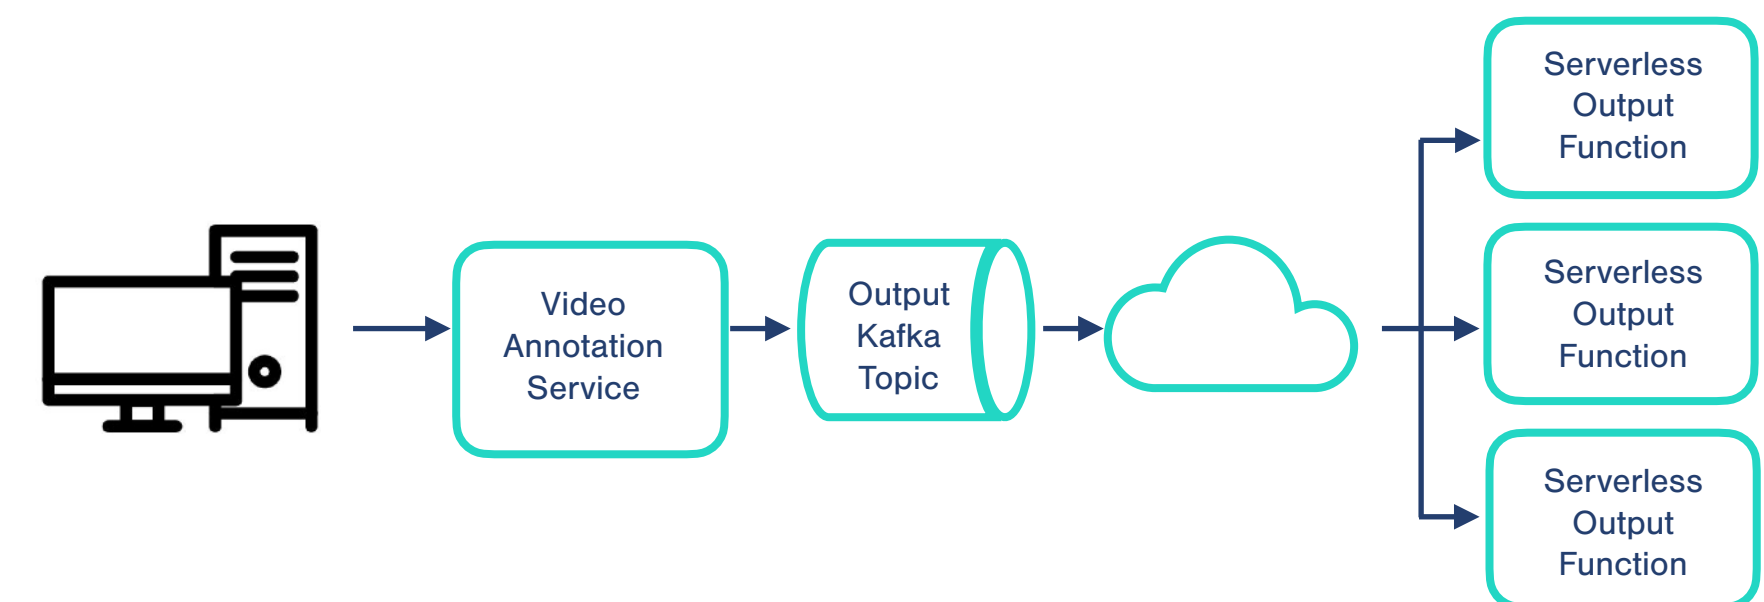 Video
Annotation
Service
Output
Kafka
Topic
Serverless
Output
Function
Serverless
Output
Function
Serverless
Output
Function